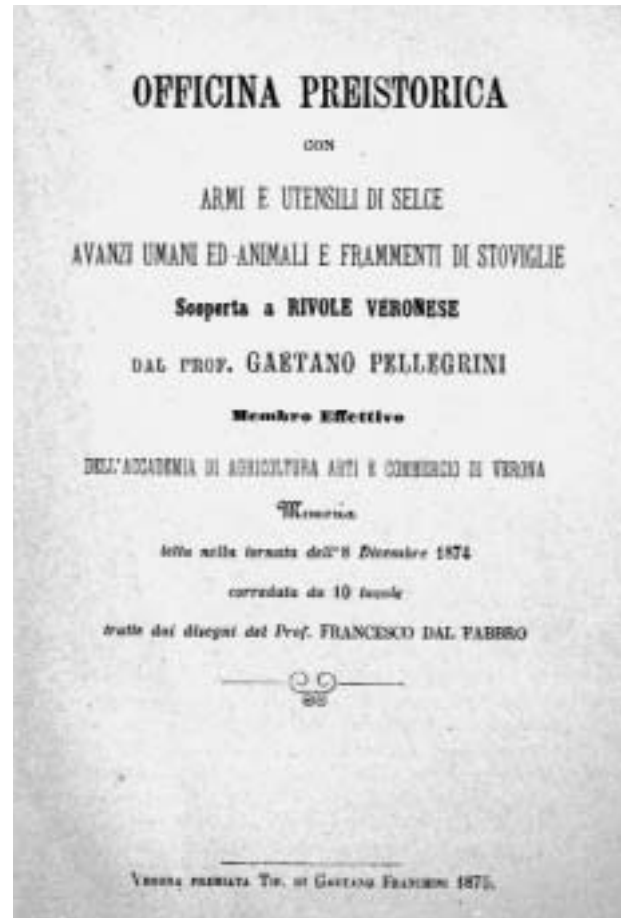 OFFICINA PREISTORICA
CON
ARMI E UTENSILI DI SELCE
AVANZI UMANI ED ANIMALI E FRAMMENTI DI STOVIGLIE
Scoperta a RIVOLE VERONESE
DAL PROF. GAETANO PELLEGRINI
Membro Effettivo
DELL'ACCADEMIA DI AGRICOLTURA ARTI E COMMERCIO DI VERONA
Memoria
letta nella tornata dell' 8 Dicembre 1874
corredata da 10 tavole
tratte dai disegni del Prof. FRANCESCO DAL FABBRO
VERONA PREMIATA TIP. DI GAETANO FRANCHINI 1875.